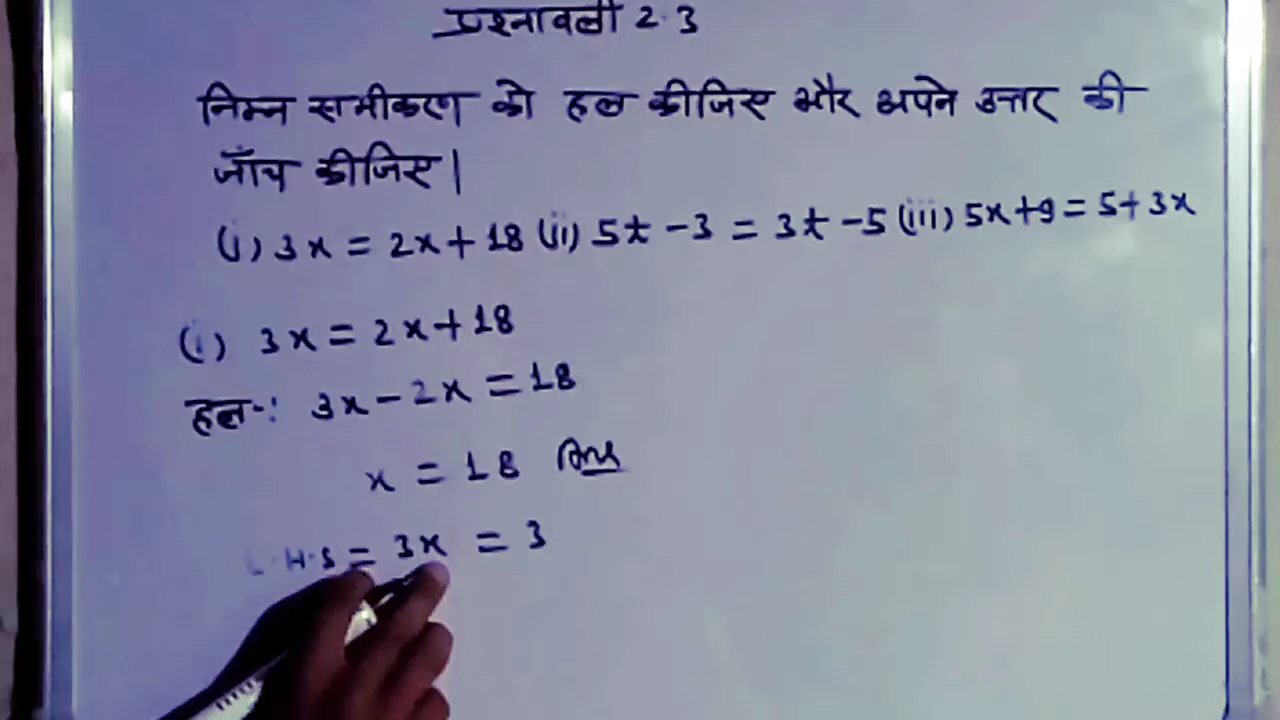 प्रश्नावली 2.3
निम्न समीकरण को हल कीजिए और अपने उत्तर की
जाँच कीजिए।
(i) 3x = 2x + 18 (ii) 5t - 3 = 3t - 5 (iii) 5x + 9 = 5 + 3x
(i) 3x = 2x + 18
हल-: 3x - 2x = 18
x = 18 Ans
L.H.S = 3x = 3